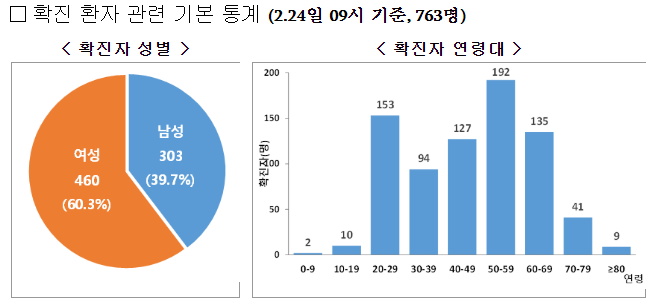 □ 확진 환자 관련 기본 통계 (2.24일 09시 기준, 763명)
< 확진자 성별 >
남성
303
(39.7%)
여성
460
(60.3%)
< 확진자 연령대 >
확진자(명)
200
150
100
50
0
2
10
153
94
127
192
135
41
9
0-9 10-19 20-29 30-39 40-49 50-59 60-69 70-79 ≥80
연령